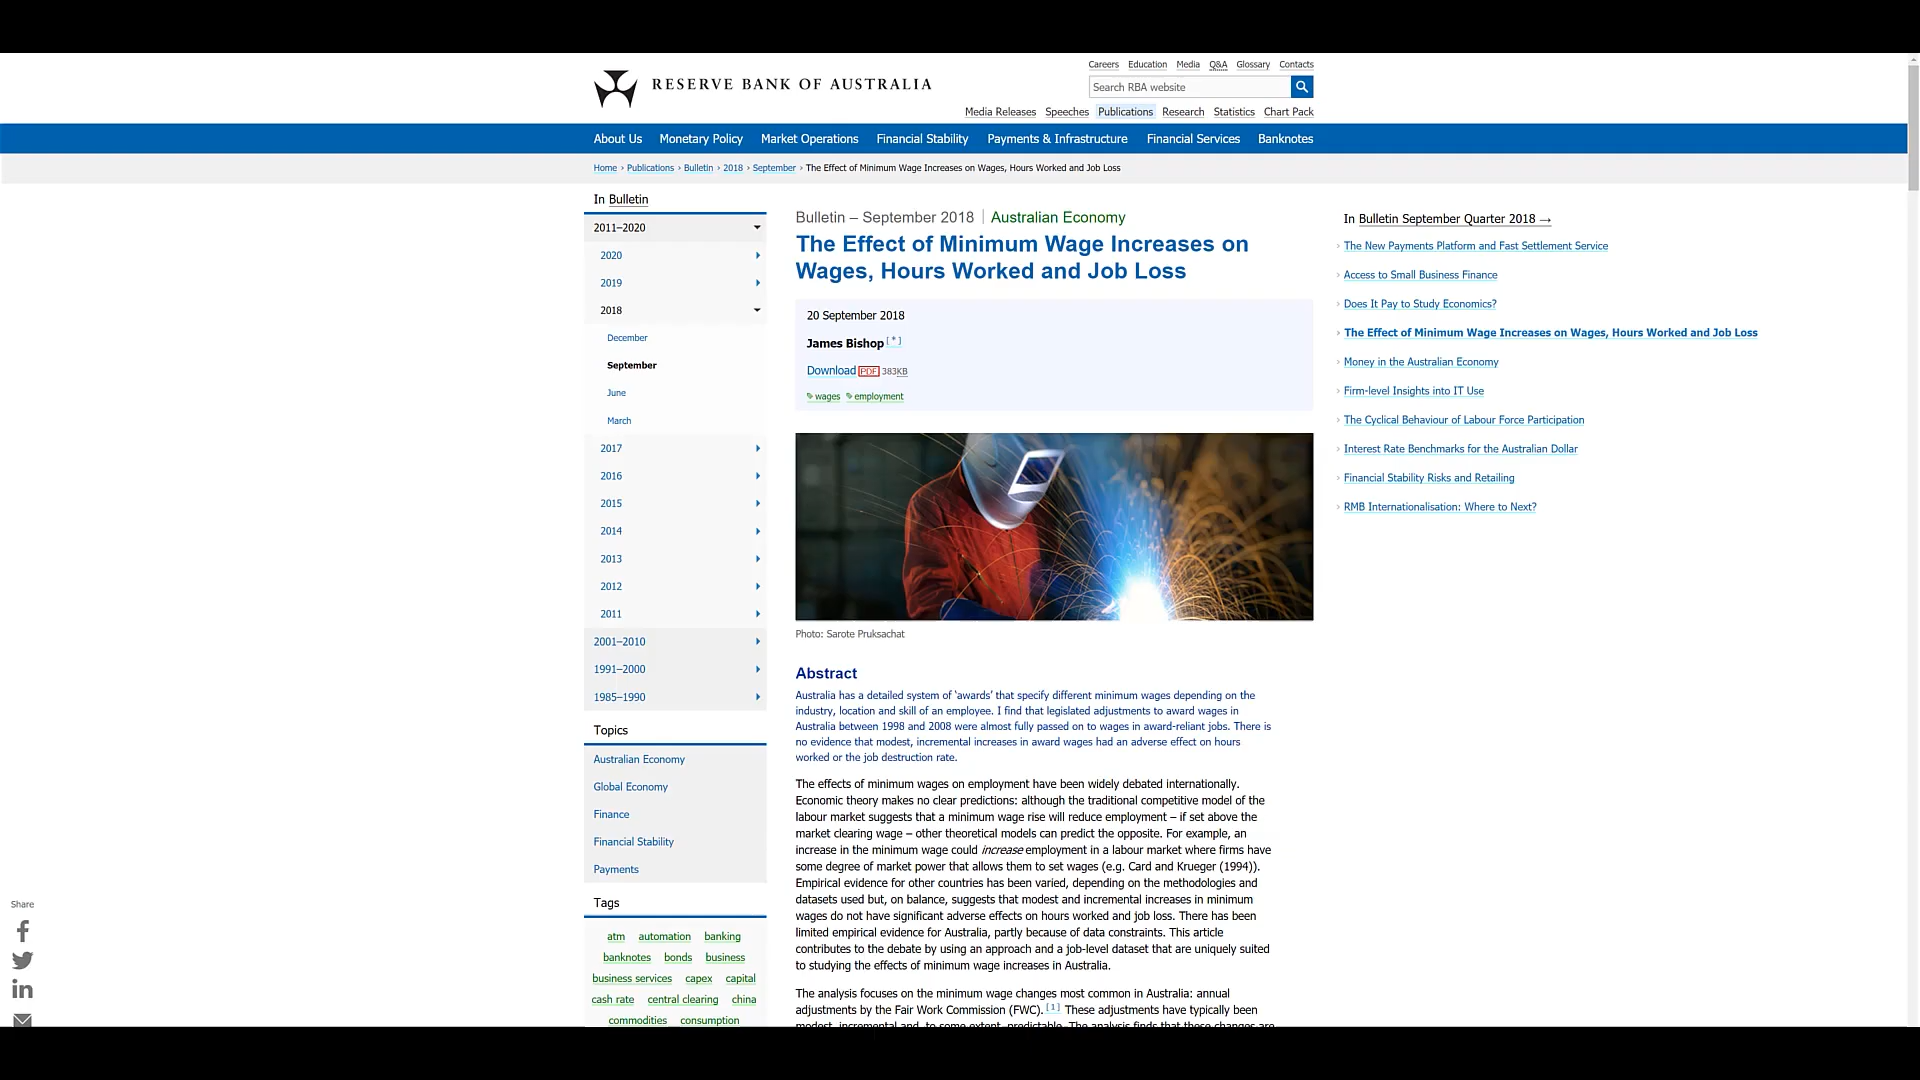 Careers Education Media Q&A Glossary Contacts
RESERVE BANK OF AUSTRALIA
Search RBA website
Media Releases Speeches Publications Research Statistics Chart Pack
About Us Monetary Policy Market Operations Financial Stability Payments & Infrastructure Financial Services Banknotes
Home › Publications › Bulletin › 2018 › September › The Effect of Minimum Wage Increases on Wages, Hours Worked and Job Loss
In Bulletin
2011–2020
2020
2019
2018
December
September
June
March
2017
2016
2015
2014
2013
2012
2011
2001–2010
1991–2000
1985–1990
Topics
Australian Economy
Global Economy
Finance
Financial Stability
Payments
Tags
atm automation banking
banknotes bonds business
business services capex capital
cash rate central clearing china
commodities consumption
Share
Bulletin – September 2018 | Australian Economy
The Effect of Minimum Wage Increases on
Wages, Hours Worked and Job Loss
20 September 2018
James Bishop [*]
Download PDF 383KB
wages employment
Photo: Sarote Pruksachat
Abstract
Australia has a detailed system of ‘awards’ that specify different minimum wages depending on the
industry, location and skill of an employee. I find that legislated adjustments to award wages in
Australia between 1998 and 2008 were almost fully passed on to wages in award-reliant jobs. There is
no evidence that modest, incremental increases in award wages had an adverse effect on hours
worked or the job destruction rate.
The effects of minimum wages on employment have been widely debated internationally.
Economic theory makes no clear predictions: although the traditional competitive model of the
labour market suggests that a minimum wage rise will reduce employment – if set above the
market clearing wage – other theoretical models can predict the opposite. For example, an
increase in the minimum wage could increase employment in a labour market where firms have
some degree of market power that allows them to set wages (e.g. Card and Krueger (1994)).
Empirical evidence for other countries has been varied, depending on the methodologies and
datasets used but, on balance, suggests that modest and incremental increases in minimum
wages do not have significant adverse effects on hours worked and job loss. There has been
limited empirical evidence for Australia, partly because of data constraints. This article
contributes to the debate by using an approach and a job-level dataset that are uniquely suited
to studying the effects of minimum wage increases in Australia.
The analysis focuses on the minimum wage changes most common in Australia: annual
adjustments by the Fair Work Commission (FWC). [1] These adjustments have typically been
modest, incremental and, to some extent, predictable. The analysis finds that these changes are
In Bulletin September Quarter 2018 →
The New Payments Platform and Fast Settlement Service
Access to Small Business Finance
Does It Pay to Study Economics?
The Effect of Minimum Wage Increases on Wages, Hours Worked and Job Loss
Money in the Australian Economy
Firm-level Insights into IT Use
The Cyclical Behaviour of Labour Force Participation
Interest Rate Benchmarks for the Australian Dollar
Financial Stability Risks and Retailing
RMB Internationalisation: Where to Next?